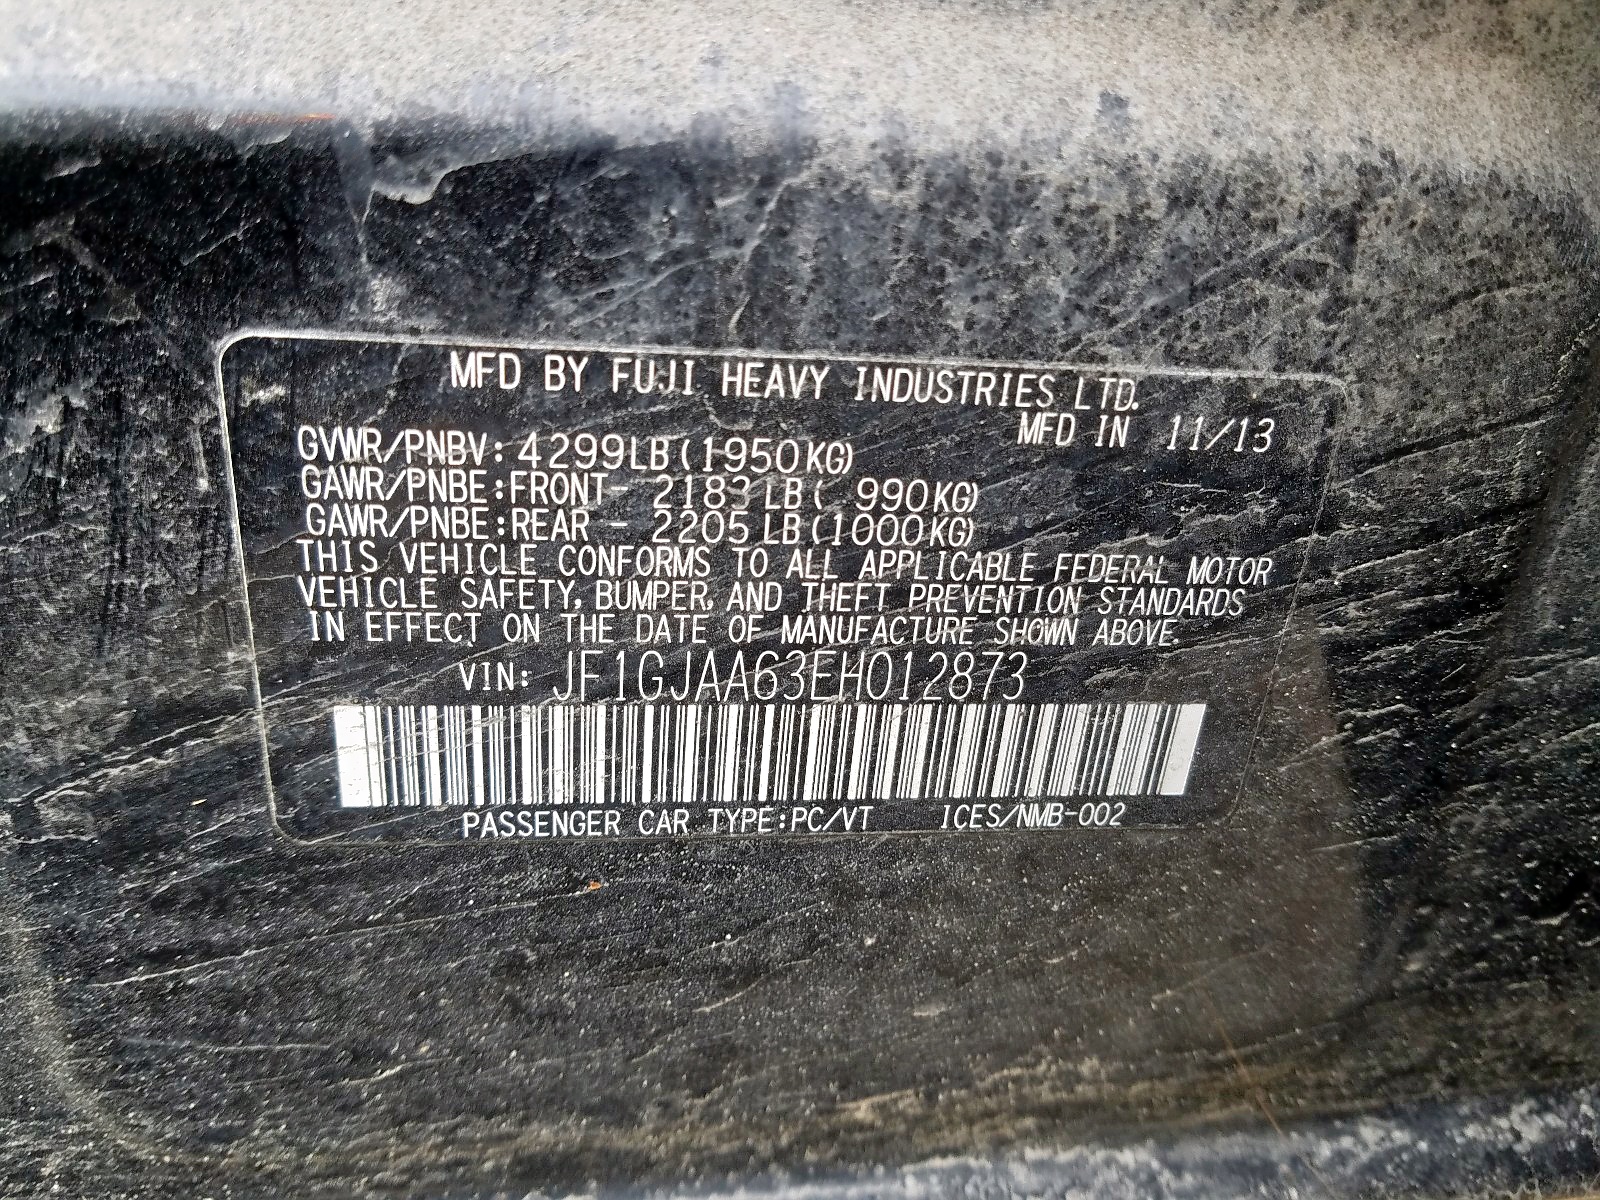 MFD BY FUJI HEAVY INDUSTRIES LTD.
MFD IN 11/13
GVWR/PNBV: 4299LB (1950KG)
GAWR/PNBE:FRONT- 2183 LB ( 990KG)
GAWR/PNBE:REAR - 2205 LB (1000KG)
THIS VEHICLE CONFORMS TO ALL APPLICABLE FEDERAL MOTOR
VEHICLE SAFETY, BUMPER, AND THEFT PREVENTION STANDARDS
IN EFFECT ON THE DATE OF MANUFACTURE SHOWN ABOVE.
VIN: JF1GJAA63EH012873
PASSENGER CAR TYPE:PC/VT ICES/NMB-002